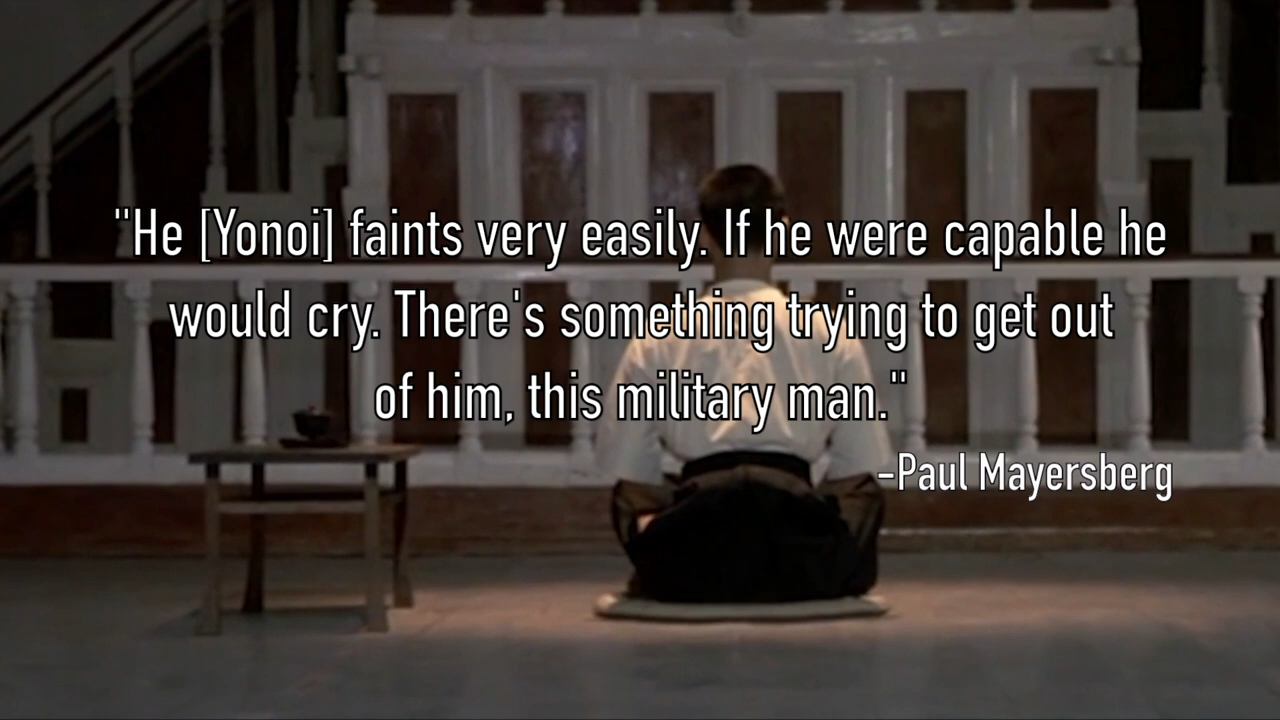 "He [Yonoi] faints very easily. If he were capable he
would cry. There's something trying to get out
of him, this military man."
–Paul Mayersberg